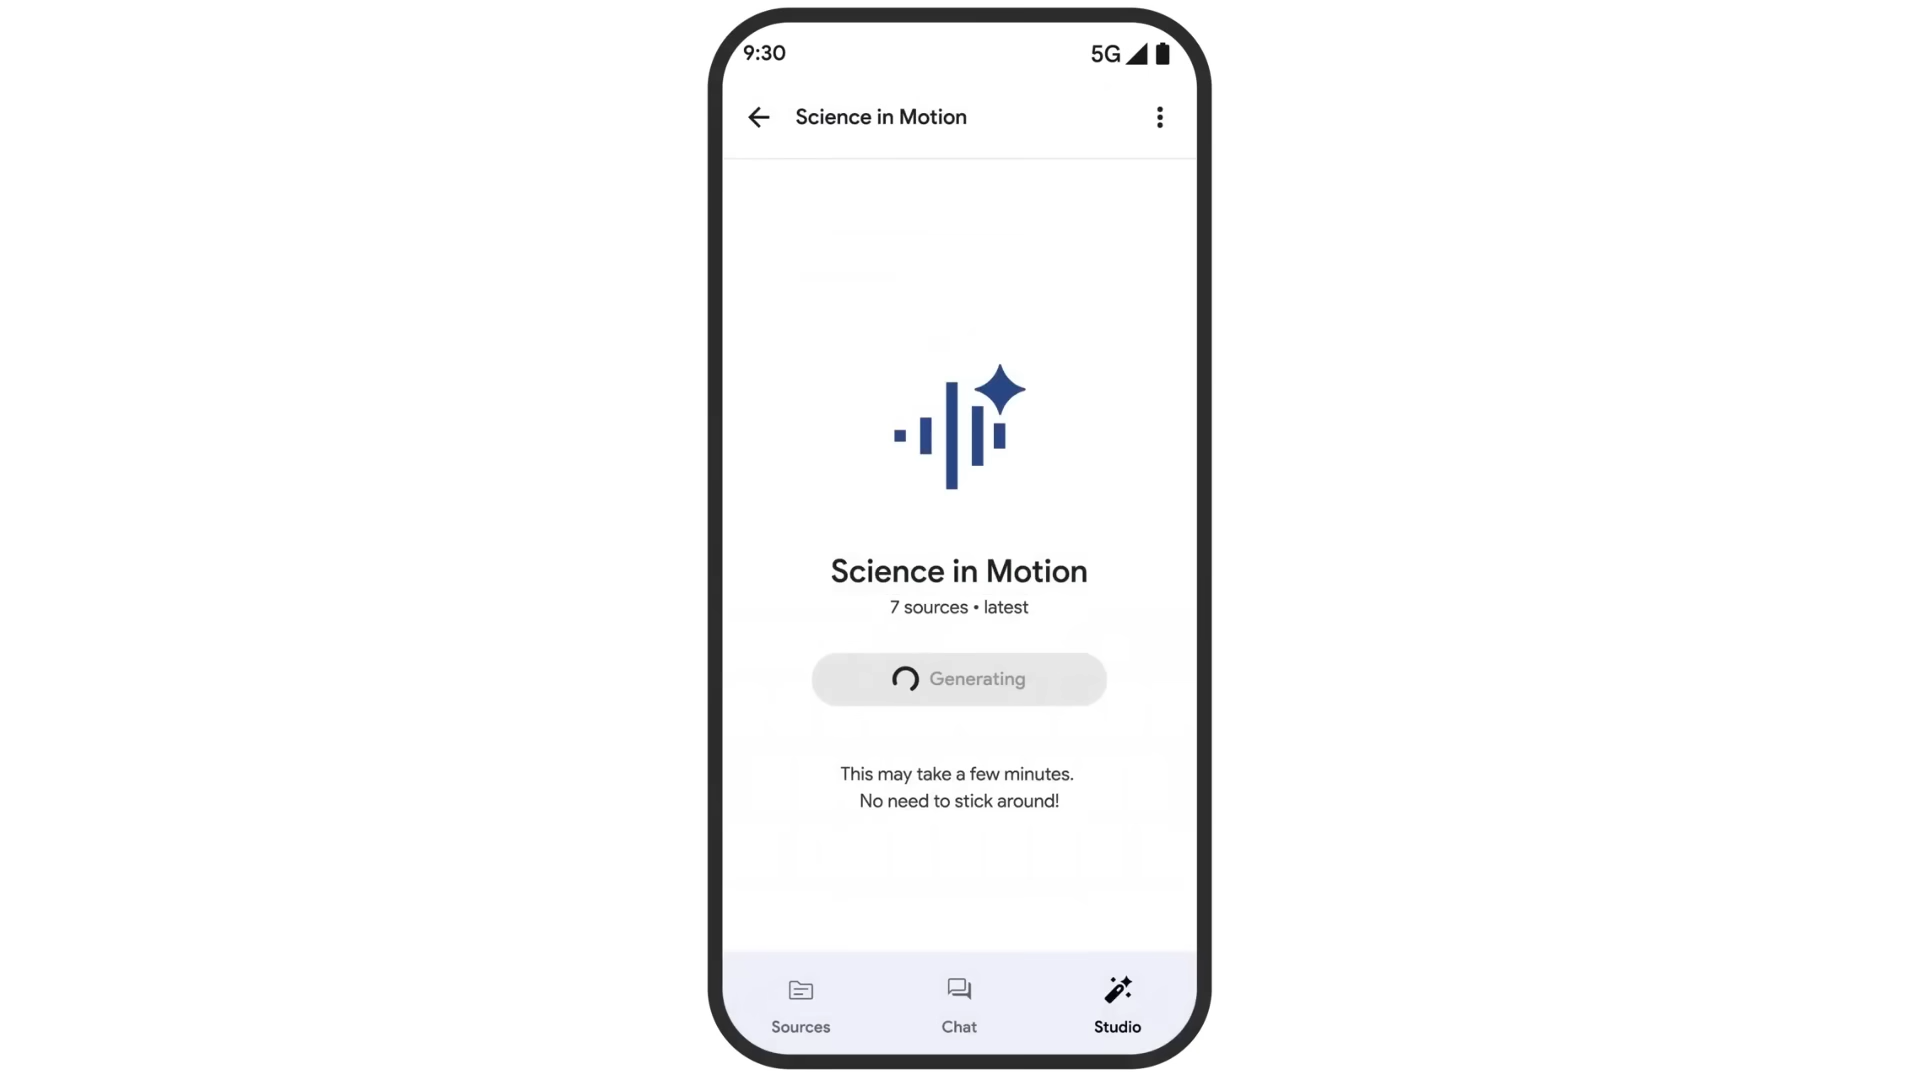 9:30
5G
Science in Motion
Science in Motion
7 sources • latest
Generating
This may take a few minutes.
No need to stick around!
Sources
Chat
Studio